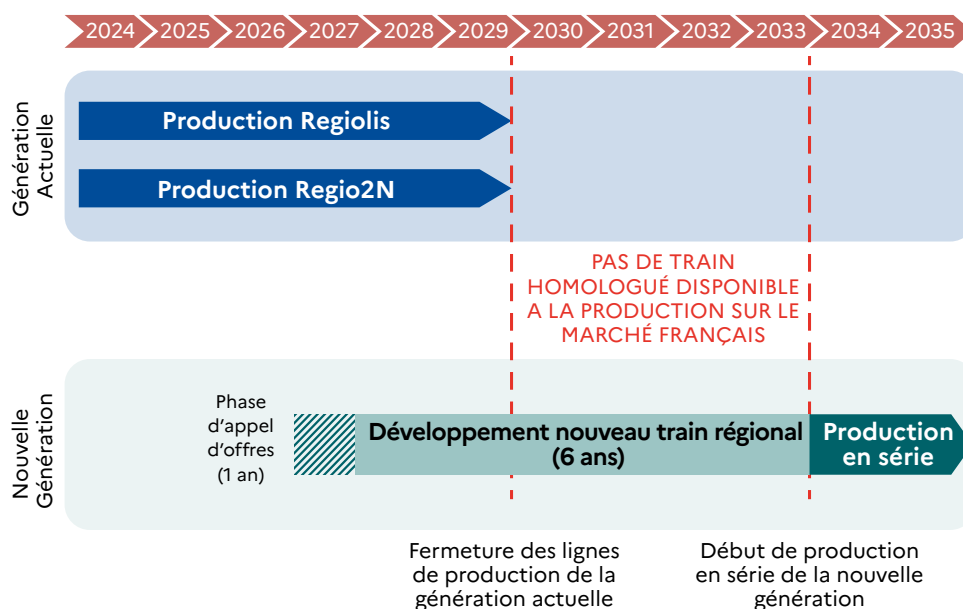 2024 2025 2026 2027 2028 2029 2030 2031 2032 2033 2034 2035
Génération
Actuelle
Production Regiolis
Production Regio2N
PAS DE TRAIN
HOMOLOGUÉ DISPONIBLE
A LA PRODUCTION SUR LE
MARCHÉ FRANÇAIS
Nouvelle
Génération
Phase
d'appel
d'offres
(1 an)
Développement nouveau train régional
(6 ans)
Production
en série
Fermeture des lignes
de production de la
génération actuelle
Début de production
en série de la nouvelle
génération